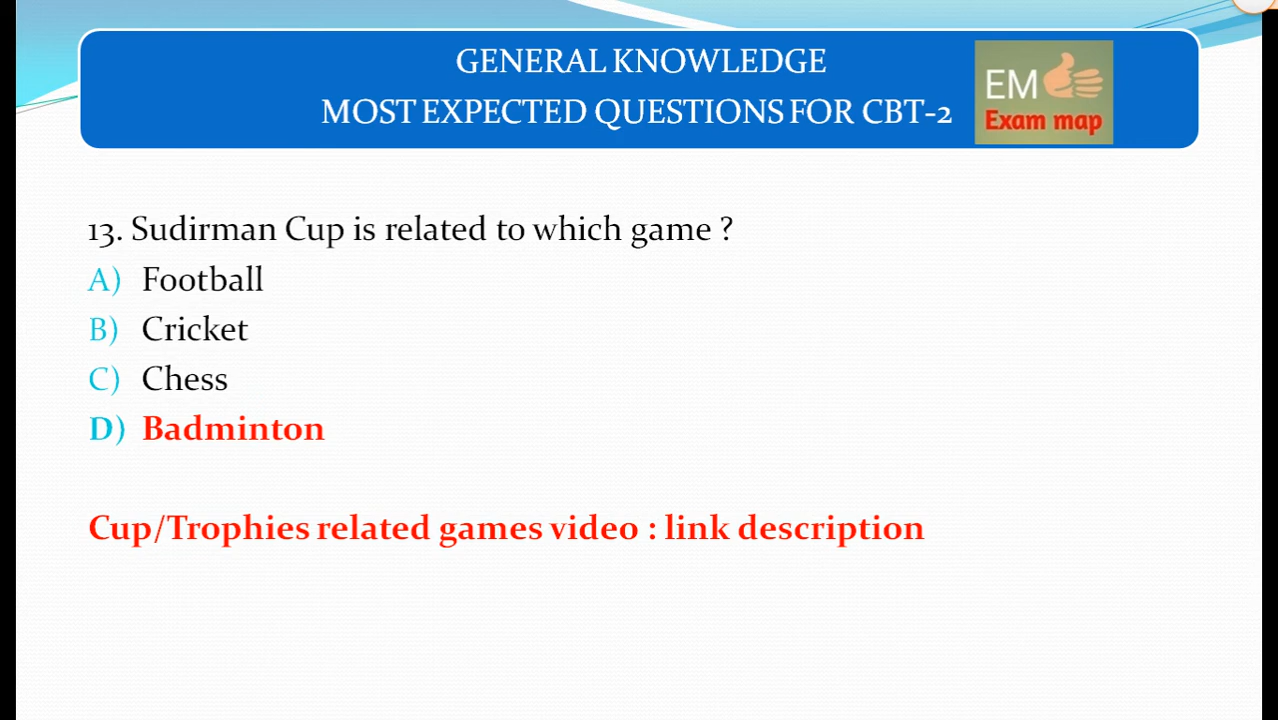 GENERAL KNOWLEDGE
MOST EXPECTED QUESTIONS FOR CBT-2
EM
Exam map
13. Sudirman Cup is related to which game ?
A) Football
B) Cricket
C) Chess
D) Badminton
Cup/Trophies related games video : link description